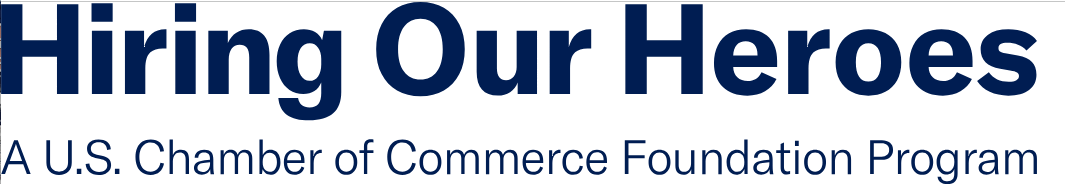 Hiring Our Heroes
A U.S. Chamber of Commerce Foundation Program